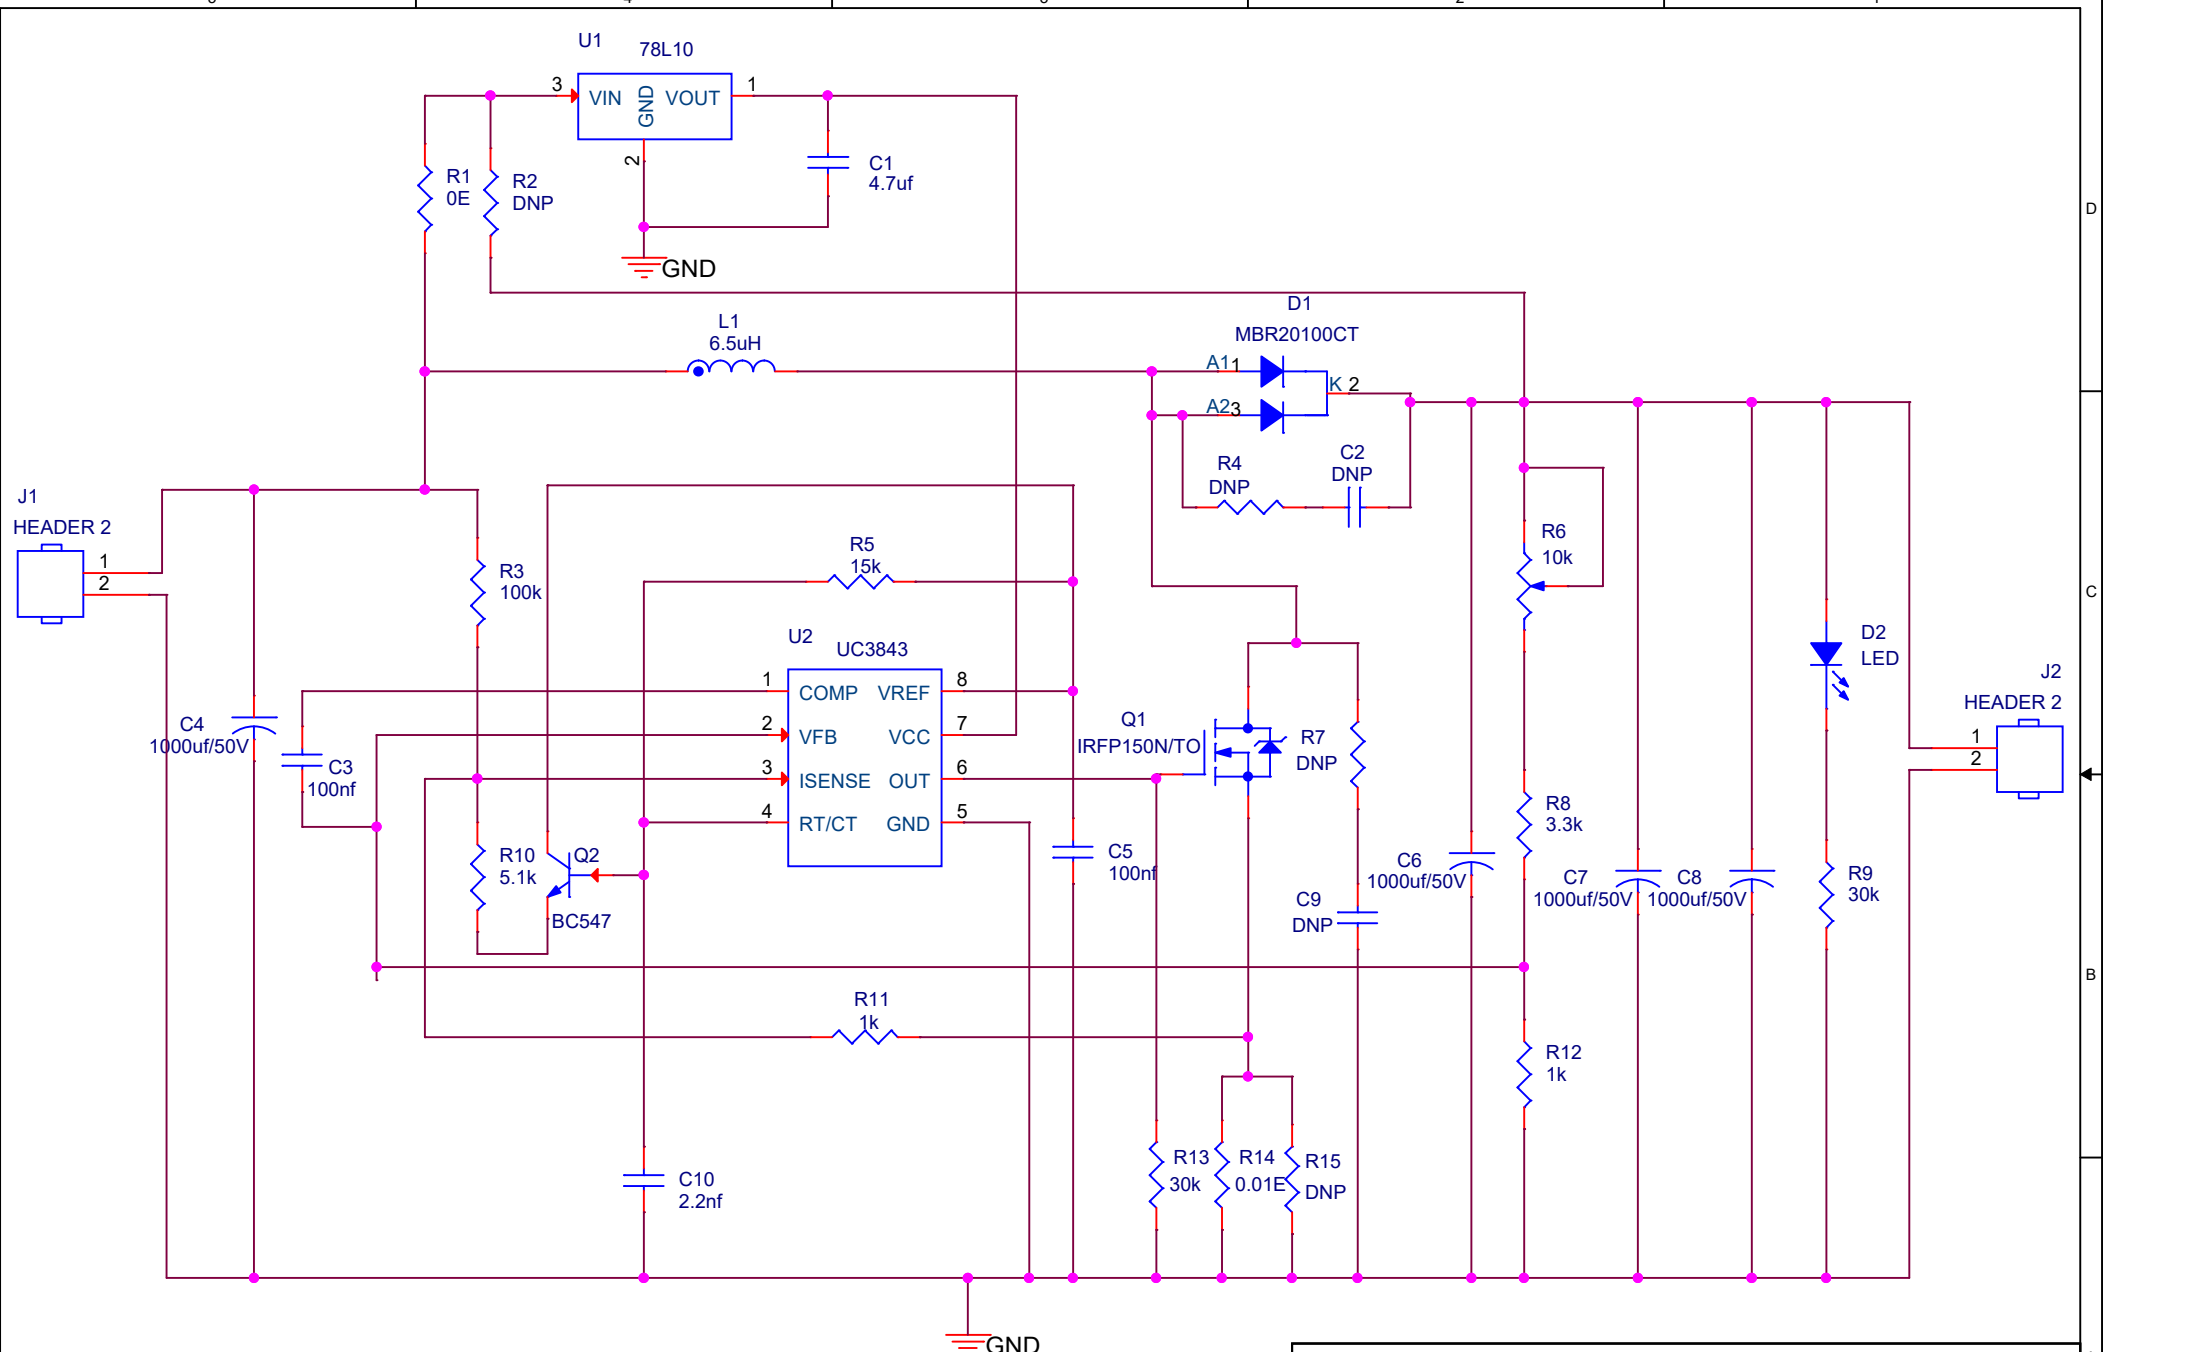 U1
78L10
3
VIN
GND
VOUT
1
2
R1
0E
R2
DNP
C1
4.7uf
GND
D
D1
MBR20100CT
L1
6.5uH
A1 1
K 2
A2 3
R4
DNP
C2
DNP
J1
HEADER 2
1
2
R3
100k
R5
15k
R6
10k
C
U2
UC3843
1 COMP VREF 8
2 VFB VCC 7
3 ISENSE OUT 6
4 RT/CT GND 5
D2
LED
J2
HEADER 2
1
2
C4
1000uf/50V
C3
100nf
Q1
IRFP150N/TO
R7
DNP
R8
3.3k
R10
5.1k
Q2
BC547
C5
100nf
C6
1000uf/50V
C7
1000uf/50V
C8
1000uf/50V
R9
30k
C9
DNP
B
R11
1k
R12
1k
C10
2.2nf
R13
30k
R14
0.01E
R15
DNP
GND